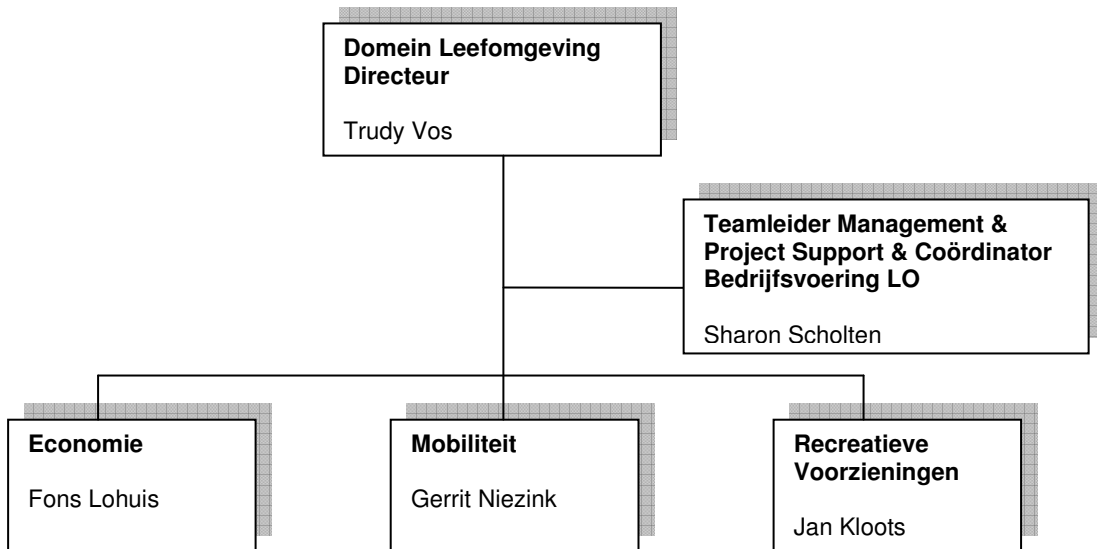 Domein Leefomgeving
Directeur
Trudy Vos
Teamleider Management &
Project Support & Coördinator
Bedrijfsvoering LO
Sharon Scholten
Economie
Fons Lohuis
Mobiliteit
Gerrit Niezink
Recreatieve
Voorzieningen
Jan Kloots